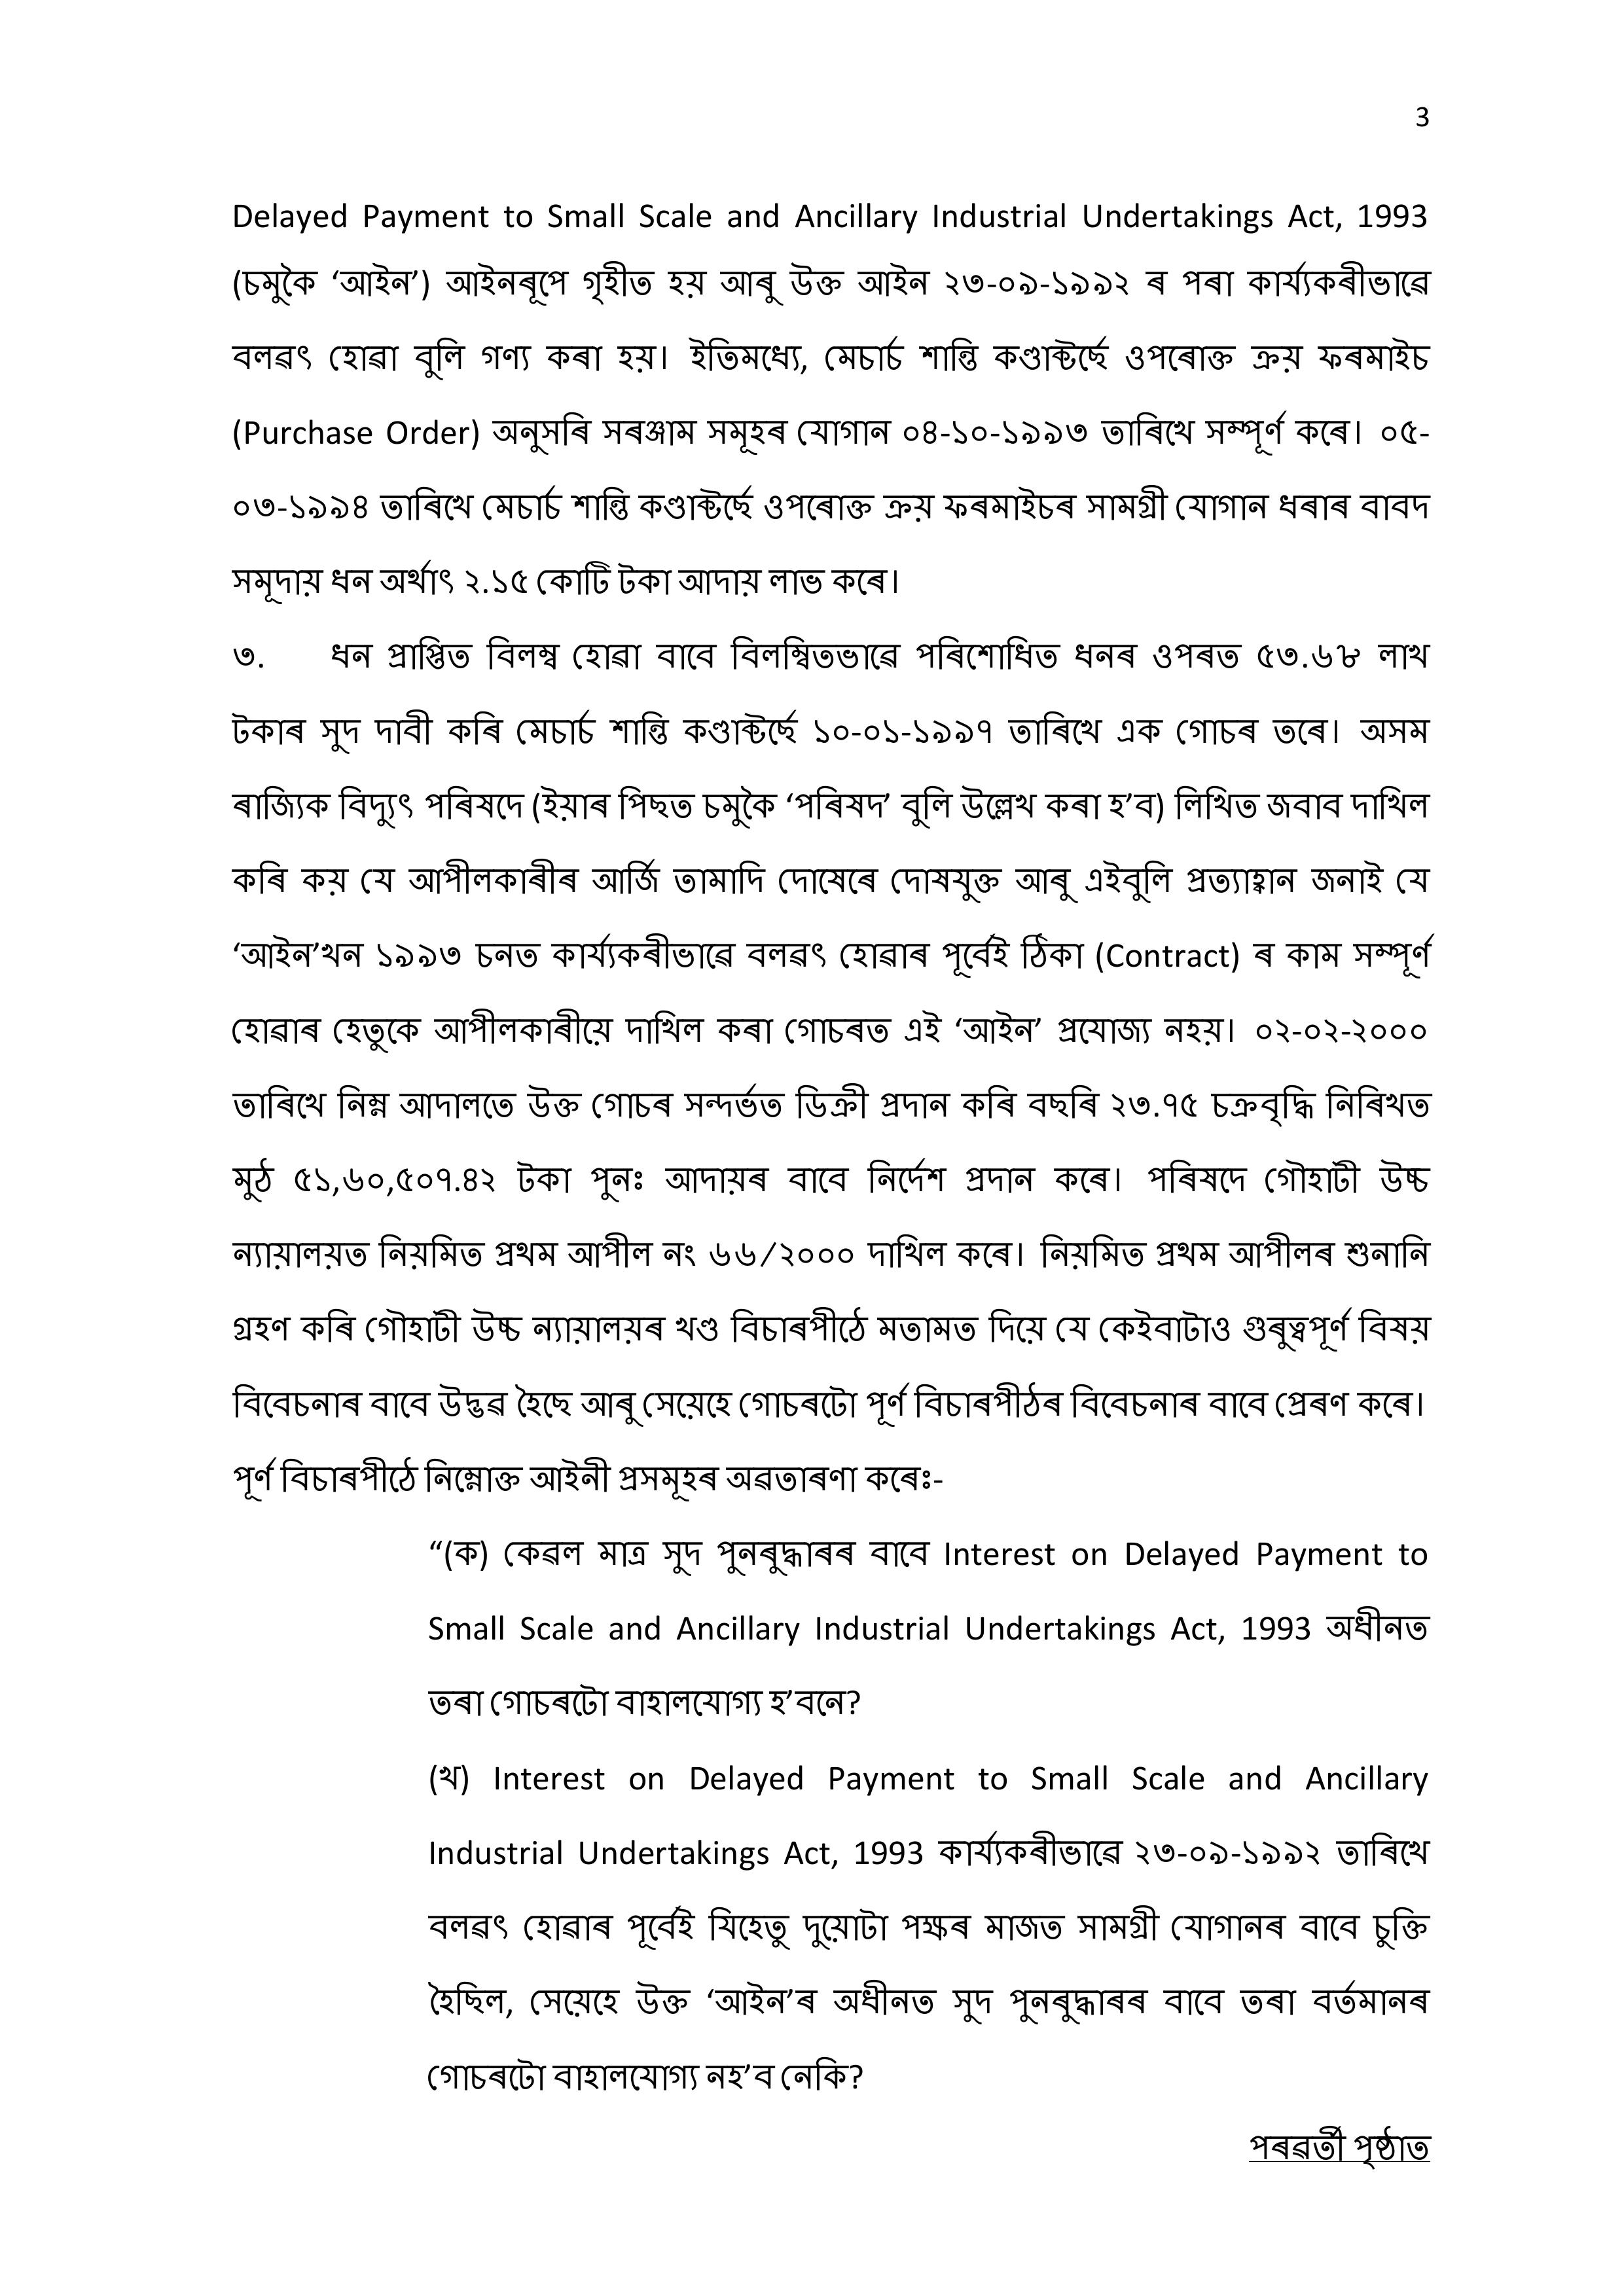 3
Delayed Payment to Small Scale and Ancillary Industrial Undertakings Act, 1993
(চমুকৈ ‘আইন’) আইনৰূপে গৃহীত হয় আৰু উক্ত আইন ২৩-০৯-১৯৯২ ৰ পৰা কাৰ্য্যকৰীভাৱে
বলৱৎ হোৱা বুলি গণ্য কৰা হয়। ইতিমধ্যে, মেচাৰ্চ শান্তি কণ্ডাক্টৰ্ছে ওপৰোক্ত ক্ৰয় ফৰমাইচ
(Purchase Order) অনুসৰি সৰঞ্জাম সমূহৰ যোগান ০৪-১০-১৯৯৩ তাৰিখে সম্পূৰ্ণ কৰে। ০৫-
০৩-১৯৯৪ তাৰিখে মেচাৰ্চ শান্তি কণ্ডাক্টৰ্ছে ওপৰোক্ত ক্ৰয় ফৰমাইচৰ সামগ্ৰী যোগান ধৰাৰ বাবদ
সমূদায় ধন অৰ্থাৎ ২.১৫ কোটি টকা আদায় লাভ কৰে।
৩. ধন প্ৰাপ্তিত বিলম্ব হোৱা বাবে বিলম্বিতভাৱে পৰিশোধিত ধনৰ ওপৰত ৫৩.৬৮ লাখ
টকাৰ সুদ দাবী কৰি মেচাৰ্চ শান্তি কণ্ডাক্টৰ্ছে ১০-০১-১৯৯৭ তাৰিখে এক গোচৰ তৰে। অসম
ৰাজ্যিক বিদ্যুৎ পৰিষদে (ইয়াৰ পিছত চমুকৈ ‘পৰিষদ’ বুলি উল্লেখ কৰা হ’ব) লিখিত জবাব দাখিল
কৰি কয় যে আপীলকাৰীৰ আৰ্জি তামাদি দোষেৰে দোষযুক্ত আৰু এইবুলি প্ৰত্যাহ্বান জনাই যে
‘আইন’খন ১৯৯৩ চনত কাৰ্য্যকৰীভাৱে বলৱৎ হোৱাৰ পূৰ্বেই ঠিকা (Contract) ৰ কাম সম্পূৰ্ণ
হোৱাৰ হেতুকে আপীলকাৰীয়ে দাখিল কৰা গোচৰত এই ‘আইন’ প্ৰযোজ্য নহয়। ০২-০২-২০০০
তাৰিখে নিম্ন আদালতে উক্ত গোচৰ সন্দৰ্ভত ডিক্ৰী প্ৰদান কৰি বছৰি ২৩.৭৫ চক্ৰবৃদ্ধি নিৰিখত
মুঠ ৫১,৬০,৫০৭.৪২ টকা পুনঃ আদায়ৰ বাবে নিৰ্দেশ প্ৰদান কৰে। পৰিষদে গৌহাটী উচ্চ
ন্যায়ালয়ত নিয়মিত প্ৰথম আপীল নং ৬৬/২০০০ দাখিল কৰে। নিয়মিত প্ৰথম আপীলৰ শুনানি
গ্ৰহণ কৰি গৌহাটী উচ্চ ন্যায়ালয়ৰ খণ্ড বিচাৰপীঠে মতামত দিয়ে যে কেইবাটাও গুৰুত্বপূৰ্ণ বিষয়
বিবেচনাৰ বাবে উদ্ভৱ হৈছে আৰু সেয়েহে গোচৰটো পূৰ্ণ বিচাৰপীঠৰ বিবেচনাৰ বাবে প্ৰেৰণ কৰে।
পূৰ্ণ বিচাৰপীঠে নিম্নোক্ত আইনী প্ৰসমূহৰ অৱতাৰণা কৰেঃ-
“(ক) কেৱল মাত্ৰ সুদ পুনৰুদ্ধাৰৰ বাবে Interest on Delayed Payment to
Small Scale and Ancillary Industrial Undertakings Act, 1993 অধীনত
তৰা গোচৰটো বাহালযোগ্য হ’বনে?
(খ) Interest on Delayed Payment to Small Scale and Ancillary
Industrial Undertakings Act, 1993 কাৰ্য্যকৰীভাৱে ২৩-০৯-১৯৯২ তাৰিখে
বলৱৎ হোৱাৰ পূৰ্বেই যিহেতু দুয়োটা পক্ষৰ মাজত সামগ্ৰী যোগানৰ বাবে চুক্তি
হৈছিল, সেয়েহে উক্ত ‘আইন’ৰ অধীনত সুদ পুনৰুদ্ধাৰৰ বাবে তৰা বৰ্তমানৰ
গোচৰটো বাহালযোগ্য নহ’ব নেকি?
পৰৱৰ্তী পৃষ্ঠাত